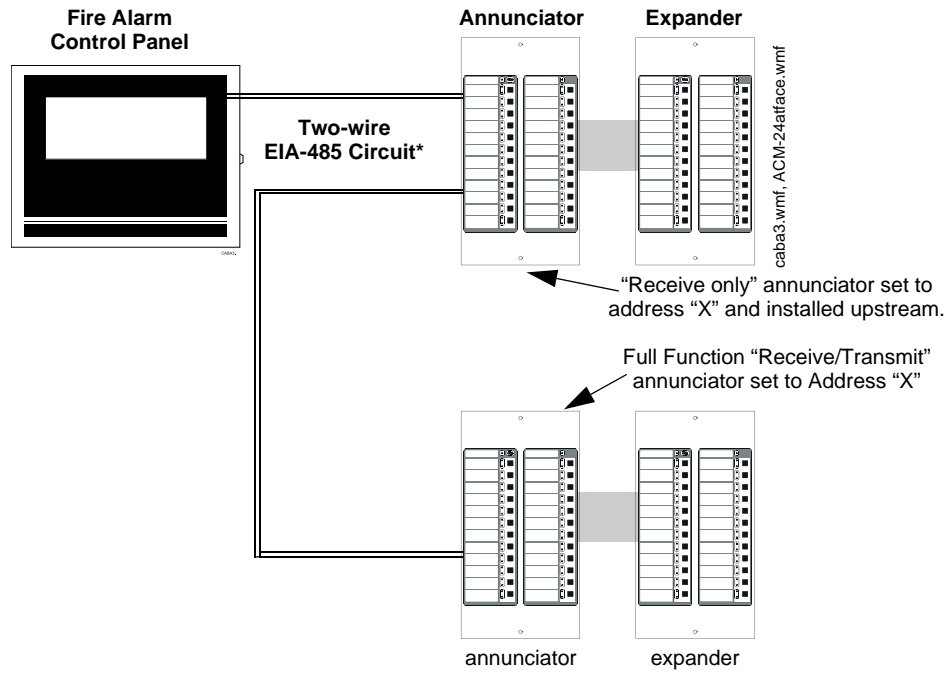 Fire Alarm
Control Panel
Annunciator
Expander
Two-wire
EIA-485 Circuit*
caba3.wmf, ACM-24atface.wmf
“Receive only” annunciator set to
address “X” and installed upstream.
Full Function “Receive/Transmit”
annunciator set to Address “X”
annunciator
expander